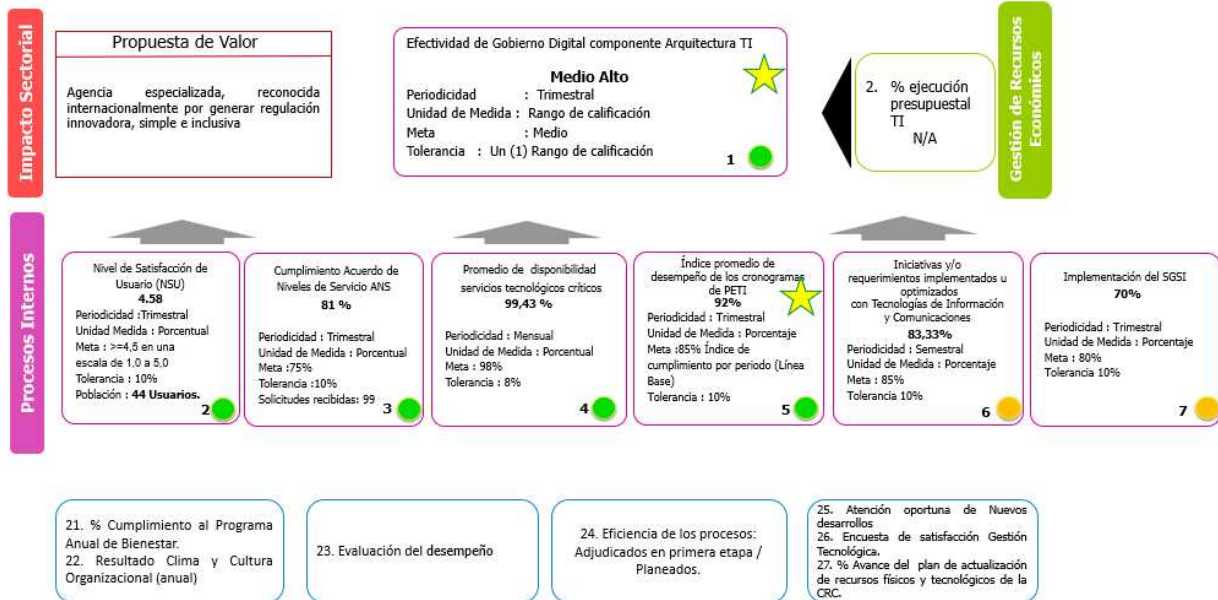 Impacto Sectorial
Propuesta de Valor
Agencia especializada, reconocida
internacionalmente por generar regulación
innovadora, simple e inclusiva
Efectividad de Gobierno Digital componente Arquitectura TI
Medio Alto
Periodicidad : Trimestral
Unidad de Medida : Rango de calificación
Meta : Medio
Tolerancia : Un (1) Rango de calificación
1
2. % ejecución
presupuestal
TI
N/A
Gestión de Recursos
Económicos
Procesos Internos
Nivel de Satisfacción de
Usuario (NSU)
4.58
Periodicidad :Trimestral
Unidad Medida : Porcentual
Meta : >=4,5 en una
escala de 1,0 a 5,0
Tolerancia : 10%
Población : 44 Usuarios.
2
Cumplimiento Acuerdo de
Niveles de Servicio ANS
81 %
Periodicidad : Trimestral
Unidad de Medida : Porcentual
Meta :75%
Tolerancia :10%
Solicitudes recibidas: 99
3
Promedio de disponibilidad
servicios tecnológicos críticos
99,43 %
Periodicidad : Mensual
Unidad de Medida : Porcentual
Meta : 98%
Tolerancia : 8%
4
Índice promedio de
desempeño de los cronogramas
de PETI
92%
Periodicidad : Trimestral
Unidad de Medida : Porcentaje
Meta :85% Índice de
cumplimiento por periodo (Línea
Base)
Tolerancia : 10%
5
Iniciativas y/o
requerimientos implementados u
optimizados
con Tecnologías de Información
y Comunicaciones
83,33%
Periodicidad : Semestral
Unidad de Medida : Porcentaje
Meta : 85%
Tolerancia 10%
6
Implementación del SGSI
70%
Periodicidad : Trimestral
Unidad de Medida : Porcentaje
Meta : 80%
Tolerancia 10%
7
21. % Cumplimiento al Programa
Anual de Bienestar.
22. Resultado Clima y Cultura
Organizacional (anual)
23. Evaluación del desempeño
24. Eficiencia de los procesos:
Adjudicados en primera etapa /
Planeados.
25. Atención oportuna de Nuevos
desarrollos
26. Encuesta de satisfacción Gestión
Tecnológica.
27. % Avance del plan de actualización
de recursos físicos y tecnológicos de la
CRC.